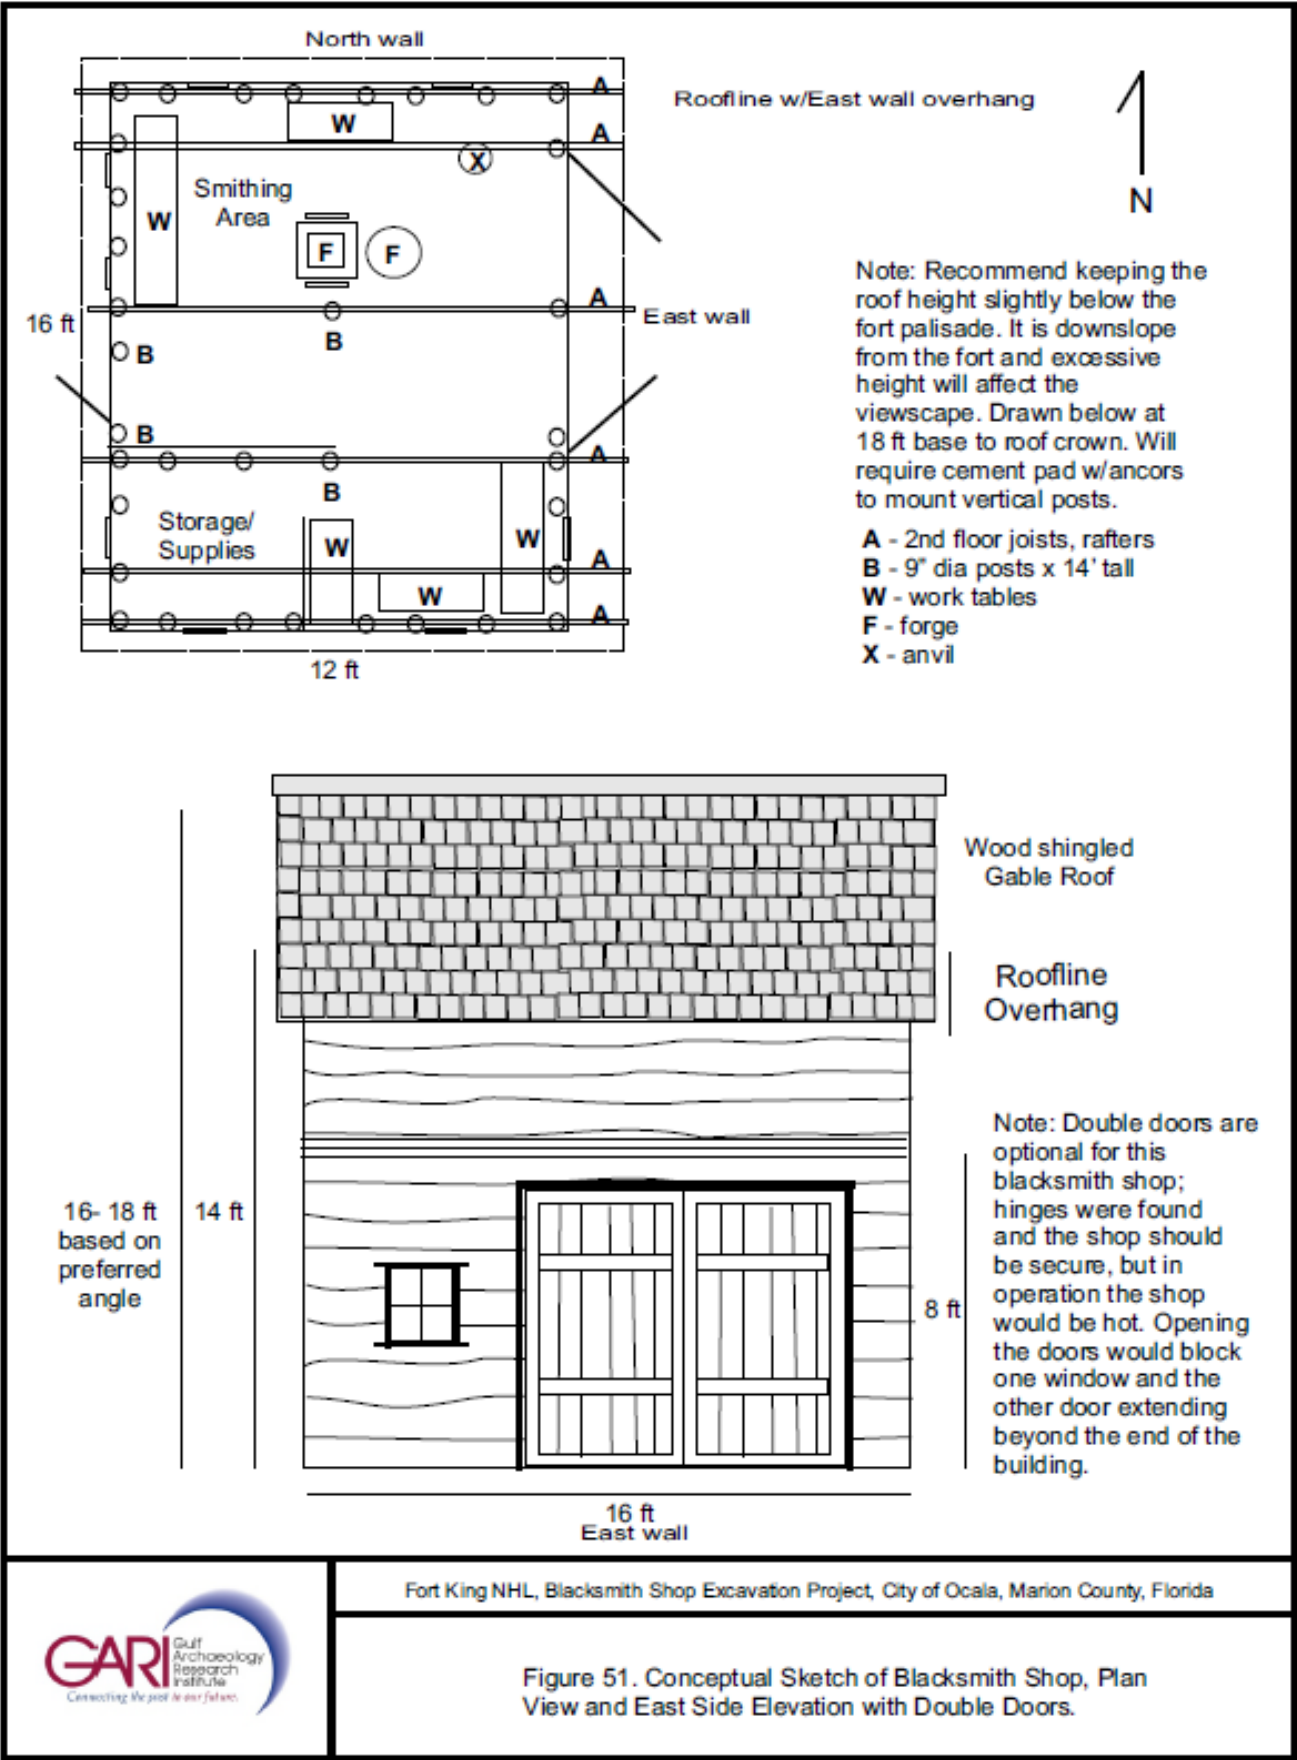 North wall
A
Roofline w/East wall overhang
W
A
X
N
Smithing
Area
W
F
F
Note: Recommend keeping the
roof height slightly below the
fort palisade. It is downslope
from the fort and excessive
height will affect the
viewscape. Drawn below at
18 ft base to roof crown. Will
require cement pad w/ancors
to mount vertical posts.
A
16 ft
East wall
B
B
B
A
B
Storage/
Supplies
W
W
A
W
A
12 ft
A - 2nd floor joists, rafters
B - 9" dia posts x 14' tall
W - work tables
F - forge
X - anvil
Wood shingled
Gable Roof
Roofline
Overhang
16- 18 ft
based on
preferred
angle
14 ft
8 ft
Note: Double doors are
optional for this
blacksmith shop;
hinges were found
and the shop should
be secure, but in
operation the shop
would be hot. Opening
the doors would block
one window and the
other door extending
beyond the end of the
building.
16 ft
East wall
GARI
Gulf
Archaeology
Research
Institute
Connecting the past to our future.
Fort King NHL, Blacksmith Shop Excavation Project, City of Ocala, Marion County, Florida
Figure 51. Conceptual Sketch of Blacksmith Shop, Plan
View and East Side Elevation with Double Doors.